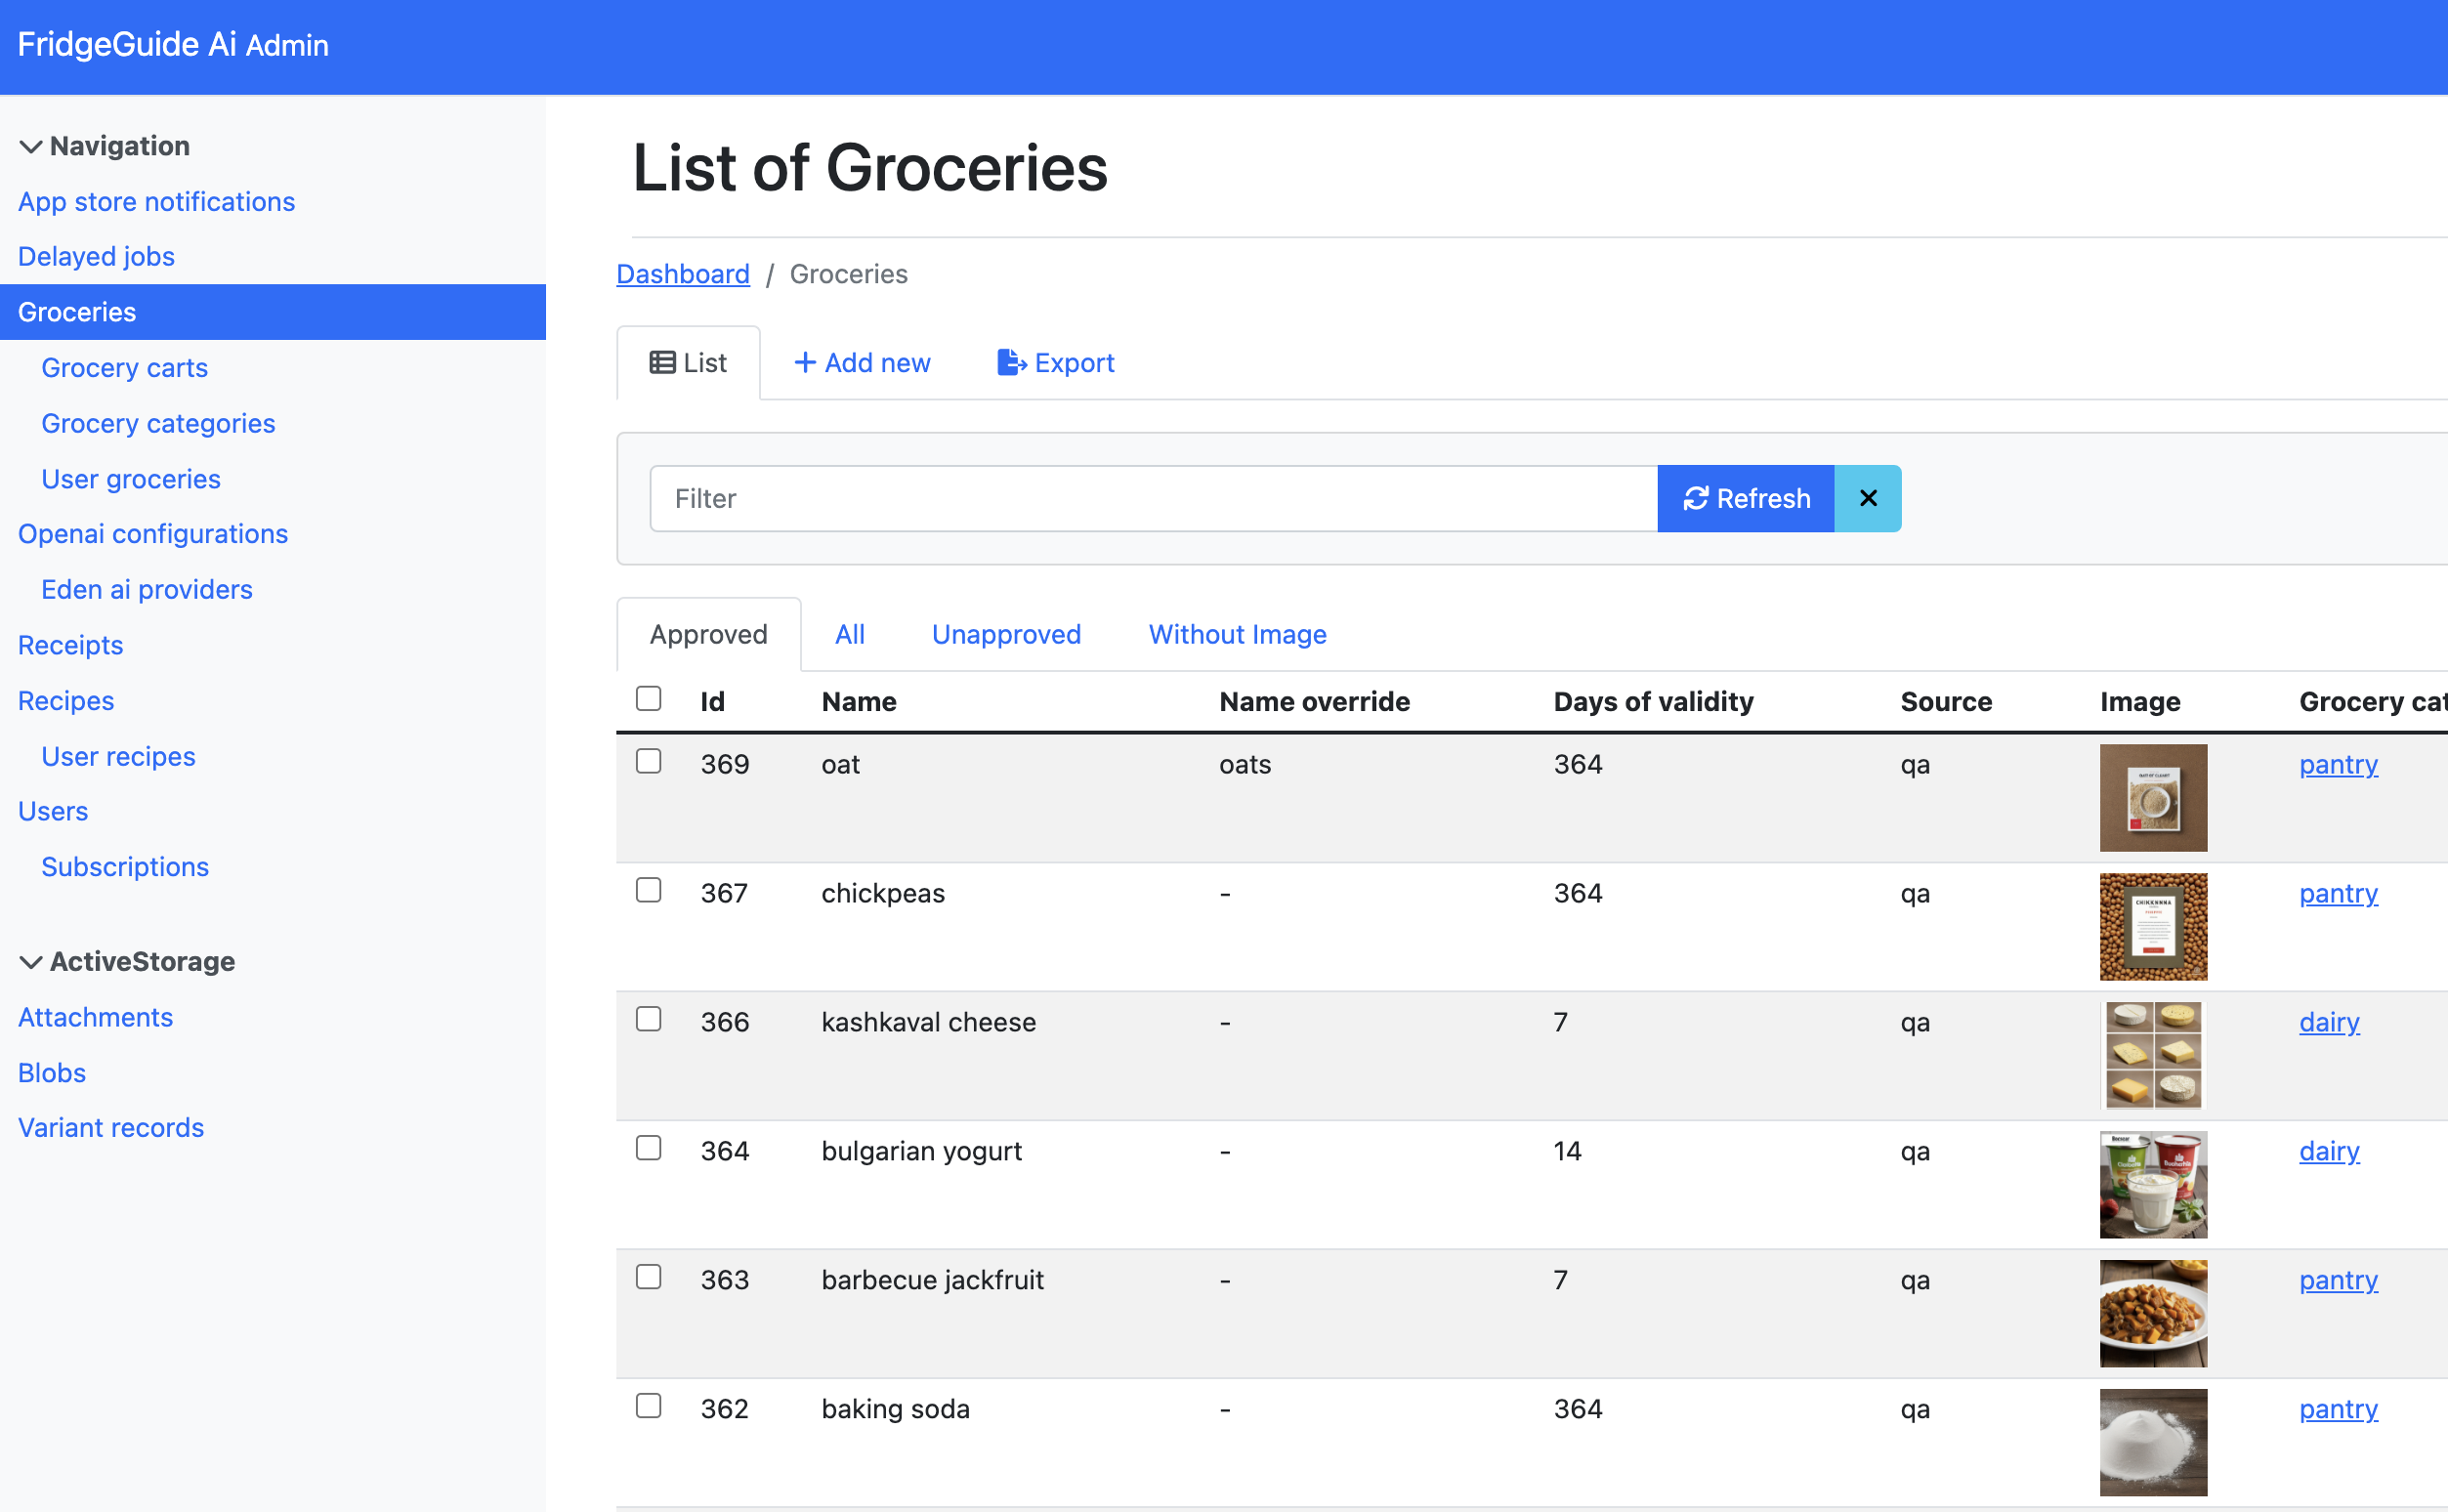 FridgeGuide Ai Admin
Navigation
App store notifications
Delayed jobs
Groceries
Grocery carts
Grocery categories
User groceries
Openai configurations
Eden ai providers
Receipts
Recipes
User recipes
Users
Subscriptions
ActiveStorage
Attachments
Blobs
Variant records
List of Groceries
Dashboard / Groceries
List + Add new Export
Filter Refresh ×
Approved All Unapproved Without Image
Id Name Name override Days of validity Source Image Grocery cat
369 oat oats 364 qa pantry
367 chickpeas - 364 qa pantry
366 kashkaval cheese - 7 qa dairy
364 bulgarian yogurt - 14 qa dairy
363 barbecue jackfruit - 7 qa pantry
362 baking soda - 364 qa pantry